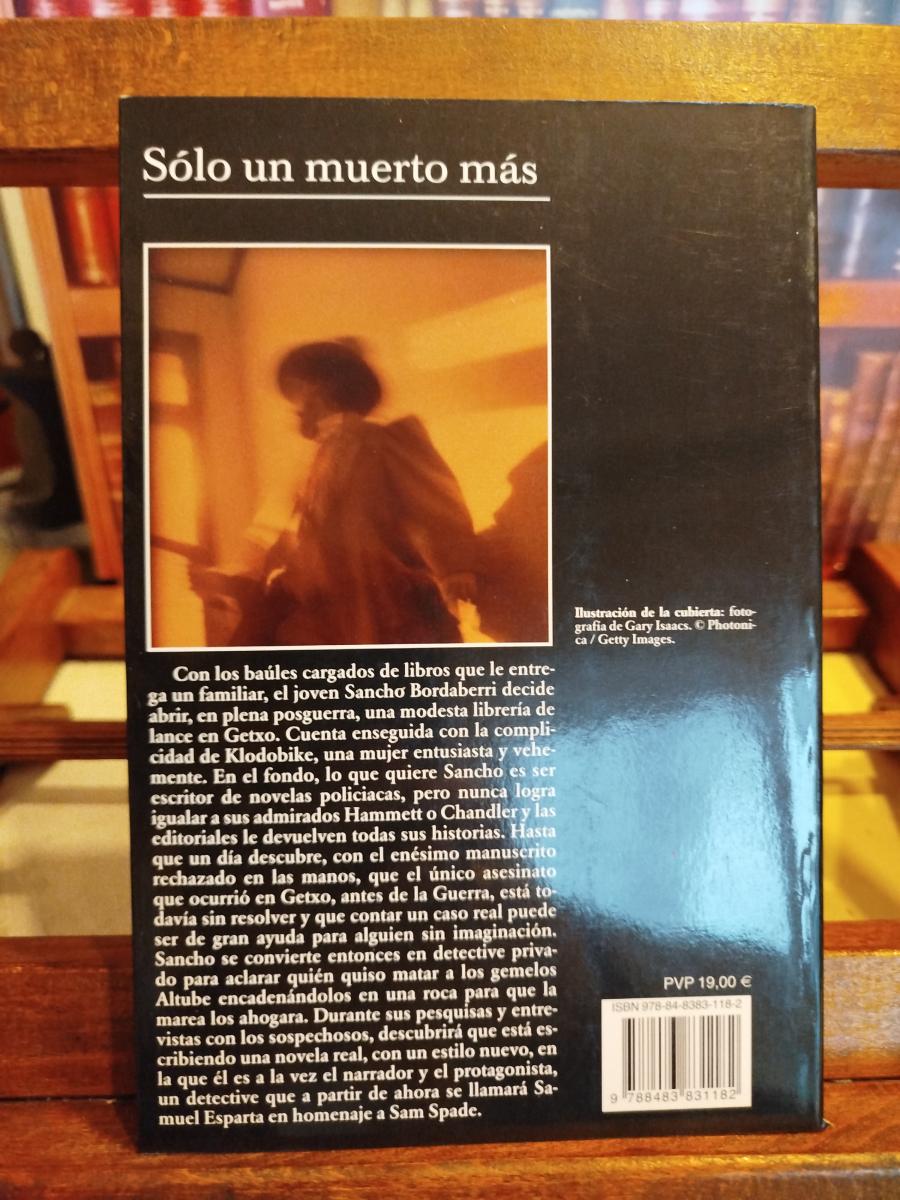 Sólo un muerto más
Ilustración de la cubierta: foto-
grafía de Gary Isaacs. © Photoni-
ca / Getty Images.
Con los baúles cargados de libros que le entre-
ga un familiar, el joven Sancho Bordaberri decide
abrir, en plena posguerra, una modesta librería de
lance en Getxo. Cuenta enseguida con la compli-
cidad de Klodobike, una mujer entusiasta y vehe-
mente. En el fondo, lo que quiere Sancho es ser
escritor de novelas policiacas, pero nunca logra
igualar a sus admirados Hammett o Chandler y las
editoriales le devuelven todas sus historias. Hasta
que un día descubre, con el enésimo manuscrito
rechazado en las manos, que el único asesinato
que ocurrió en Getxo, antes de la Guerra, está to-
davía sin resolver y que contar un caso real puede
ser de gran ayuda para alguien sin imaginación.
Sancho se convierte entonces en detective priva-
do para aclarar quién quiso matar a los gemelos
Altube encadenándolos en una roca para que la
marea los ahogara. Durante sus pesquisas y entre-
vistas con los sospechosos, descubrirá que está es-
cribiendo una novela real, con un estilo nuevo, en
la que él es a la vez el narrador y el protagonista,
un detective que a partir de ahora se llamará Sa-
muel Esparta en homenaje a Sam Spade.
PVP 19,00 €
ISBN 978-84-8383-118-2
9 788483 831182